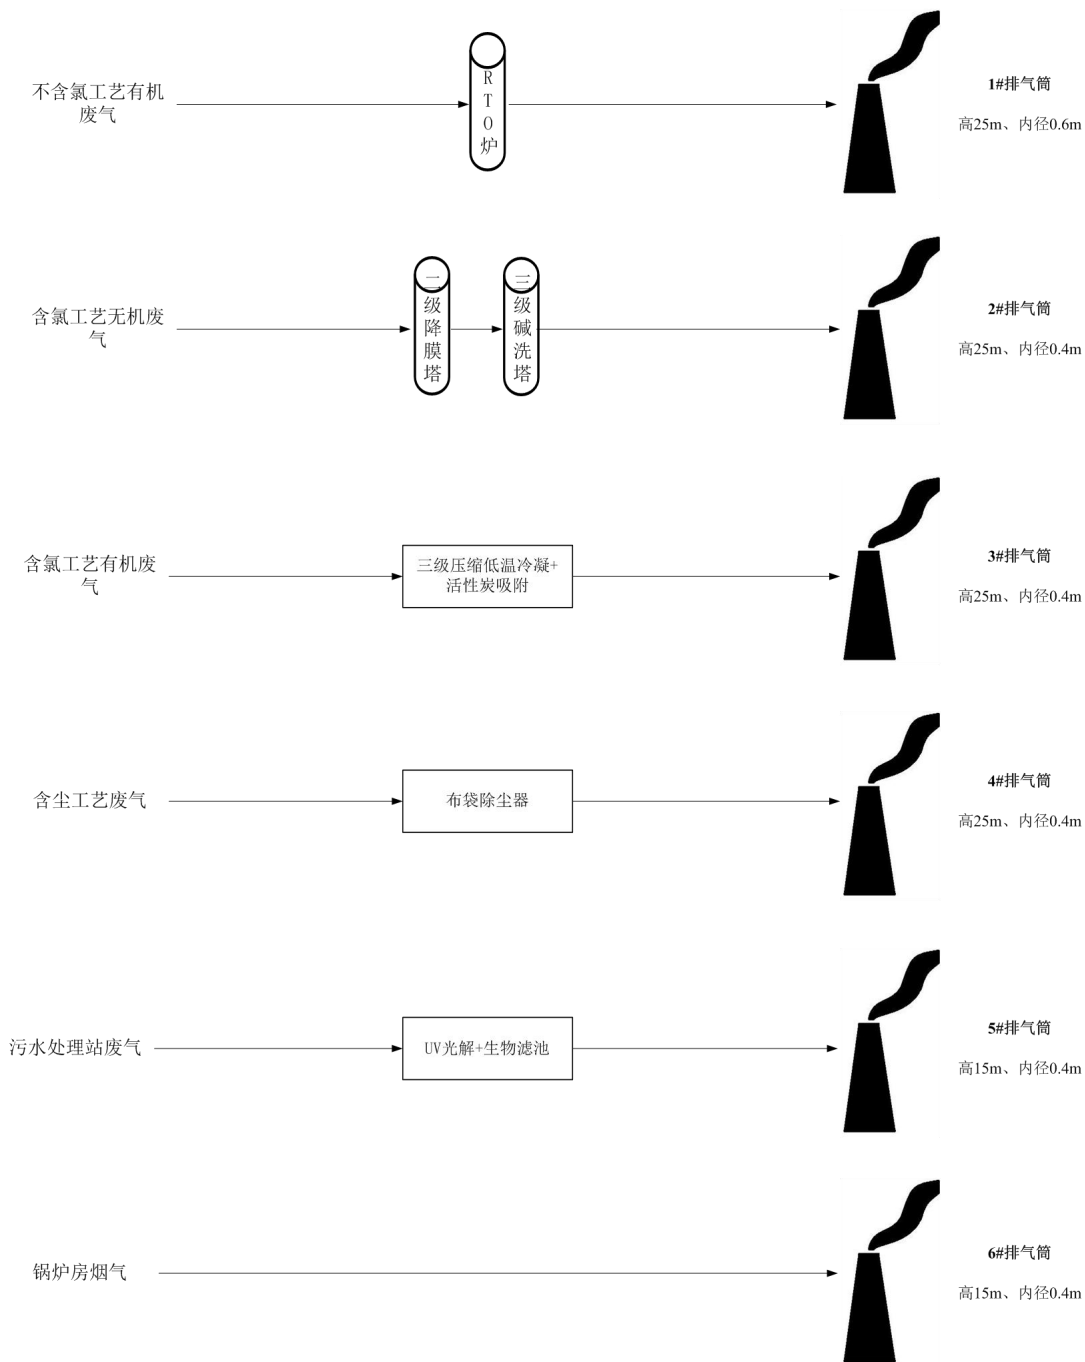 不含氯工艺有机
废气
RTO炉
1#排气筒
高25m、内径0.6m
含氯工艺无机废
气
二级降膜塔
三级碱洗塔
2#排气筒
高25m、内径0.4m
含氯工艺有机废
气
三级压缩低温冷凝+
活性炭吸附
3#排气筒
高25m、内径0.4m
含尘工艺废气
布袋除尘器
4#排气筒
高25m、内径0.4m
污水处理站废气
UV光解+生物滤池
5#排气筒
高15m、内径0.4m
锅炉房烟气
6#排气筒
高15m、内径0.4m